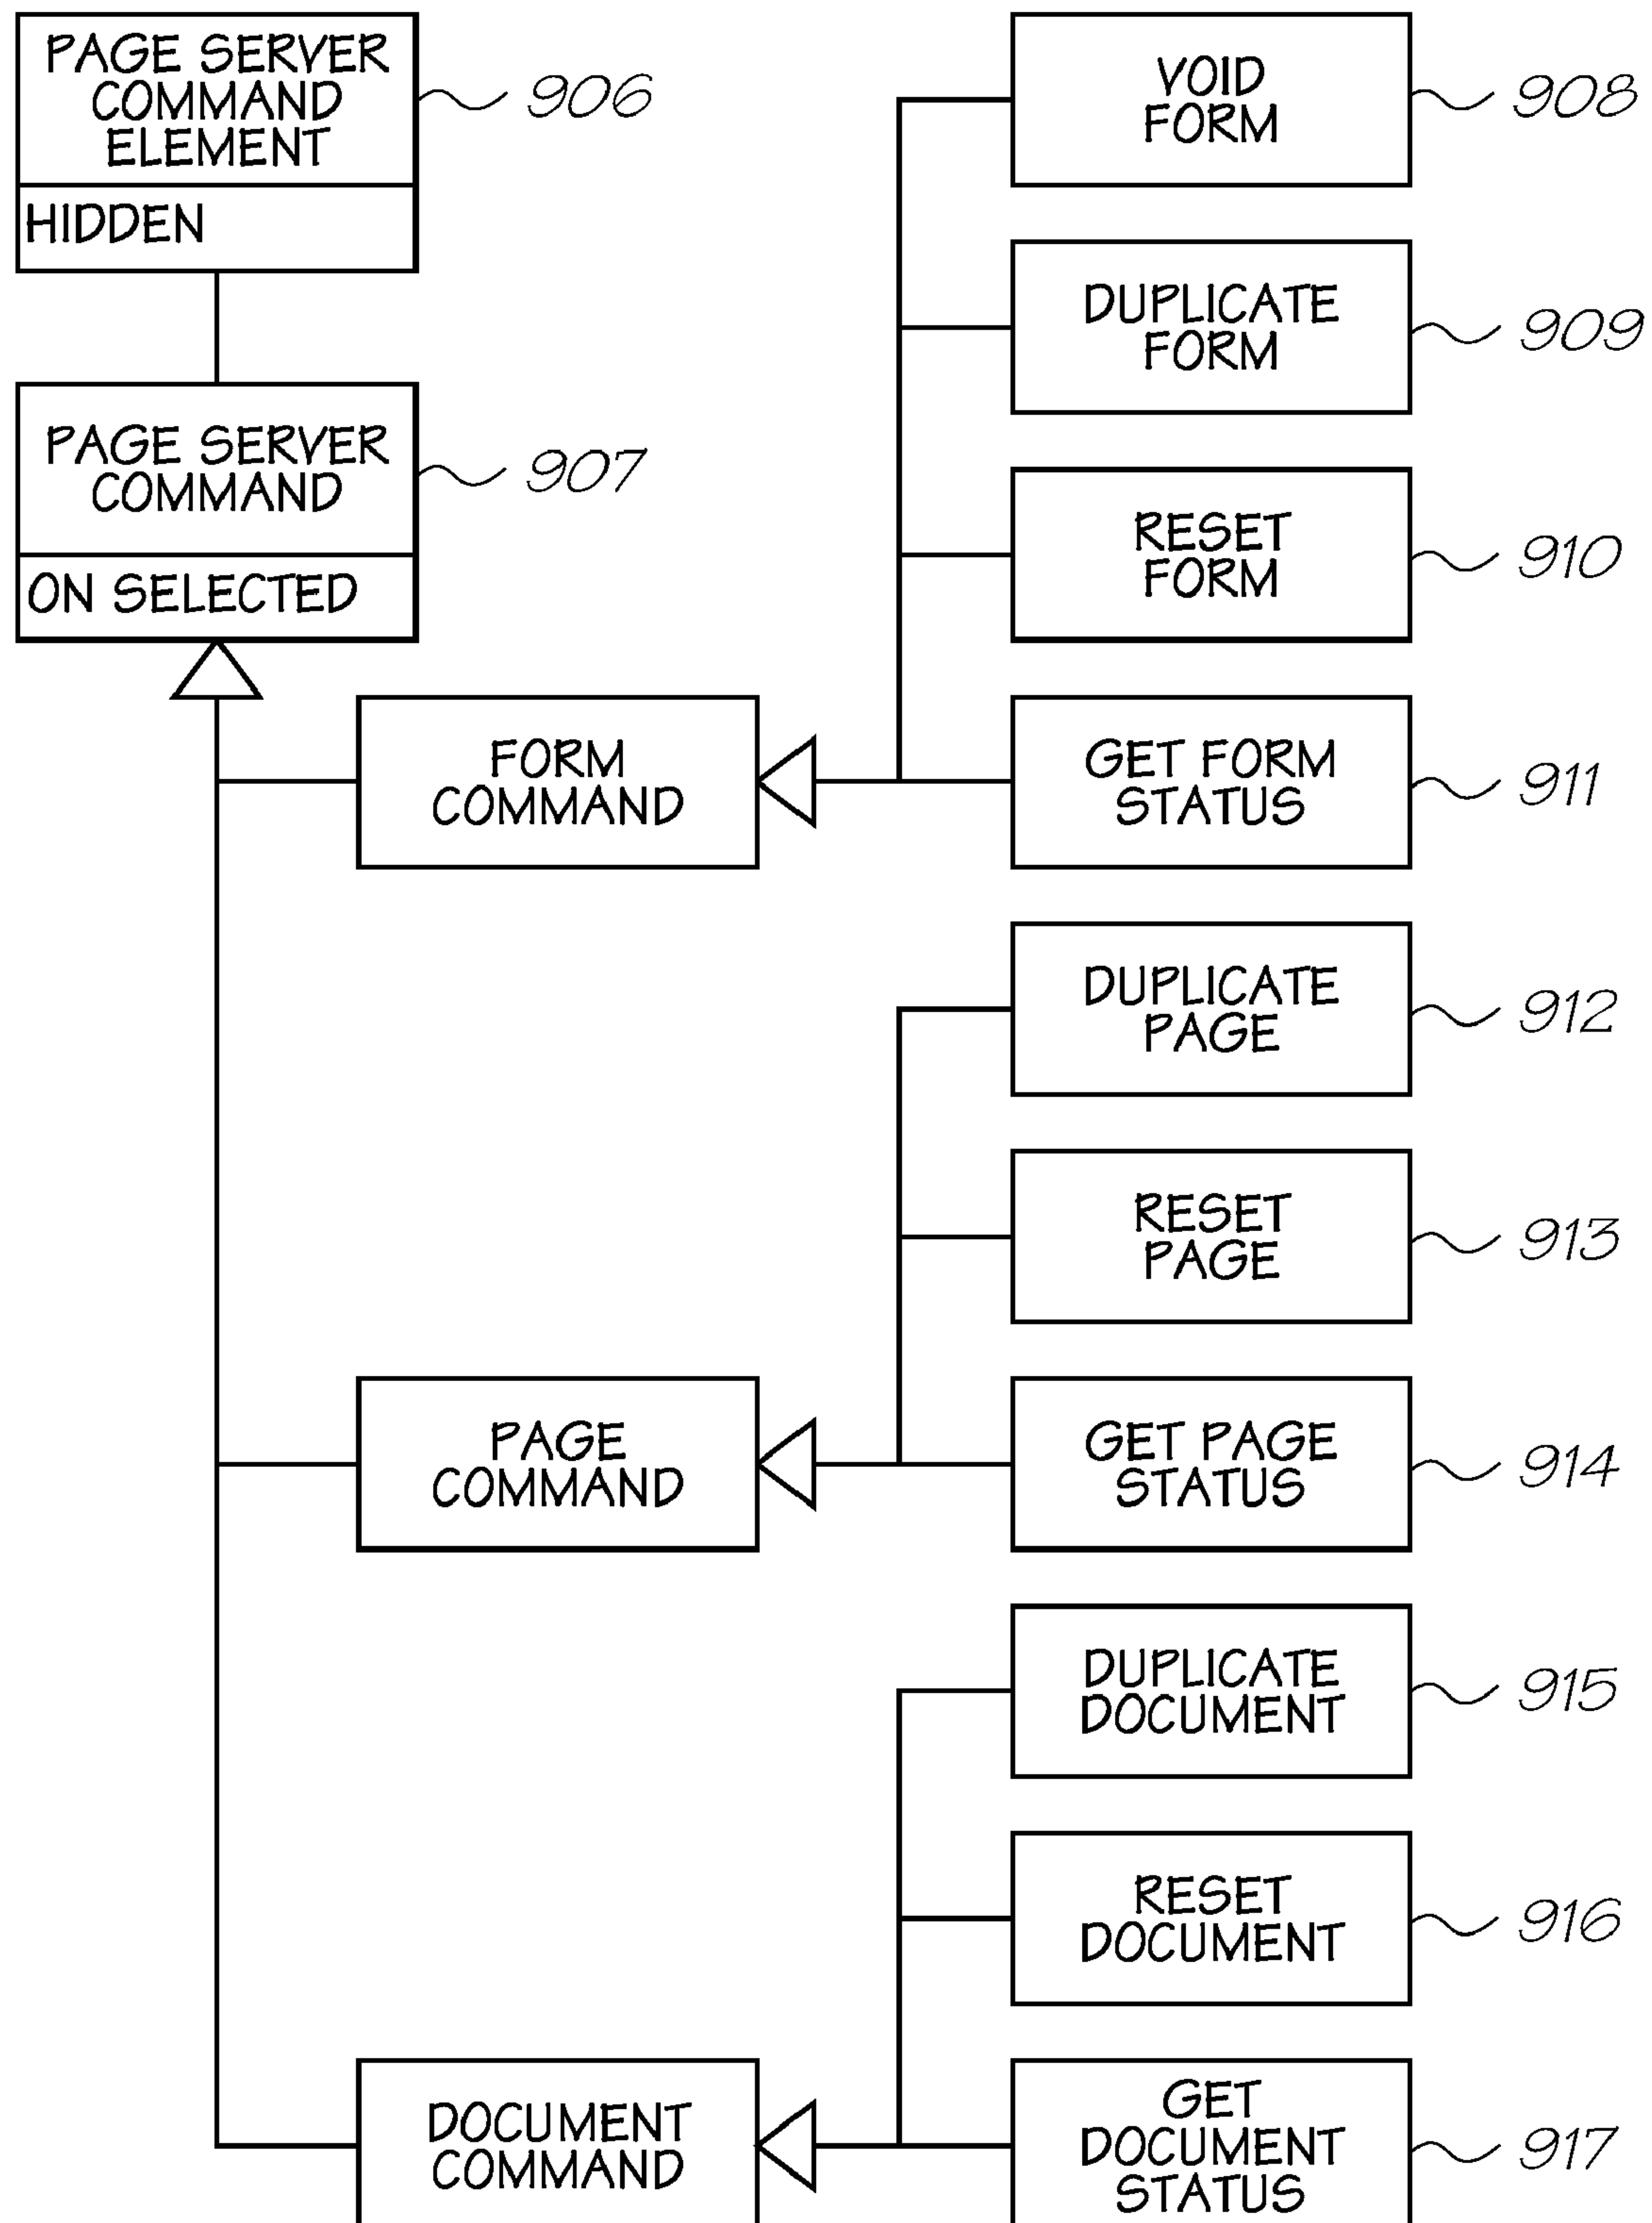 PAGE SERVER
COMMAND
ELEMENT
906
HIDDEN
PAGE SERVER
COMMAND
907
ON SELECTED
VOID
FORM
908
DUPLICATE
FORM
909
RESET
FORM
910
FORM
COMMAND
GET FORM
STATUS
911
DUPLICATE
PAGE
912
RESET
PAGE
913
PAGE
COMMAND
GET PAGE
STATUS
914
DUPLICATE
DOCUMENT
915
RESET
DOCUMENT
916
DOCUMENT
COMMAND
GET
DOCUMENT
STATUS
917